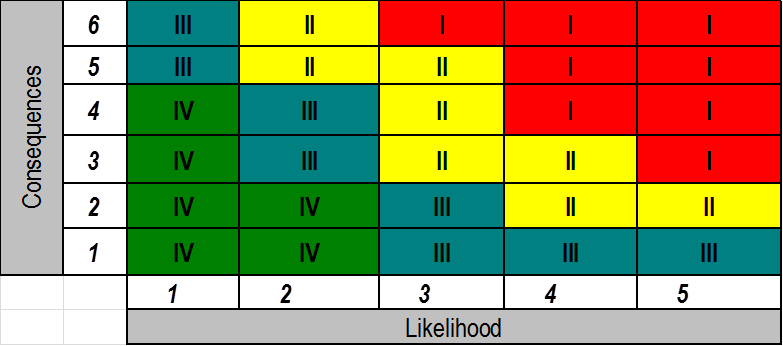 Consequences
6 III II I I I
5 III II II I I
4 IV III II I I
3 IV III II II I
2 IV IV III II II
1 IV IV III III III
1 2 3 4 5
Likelihood